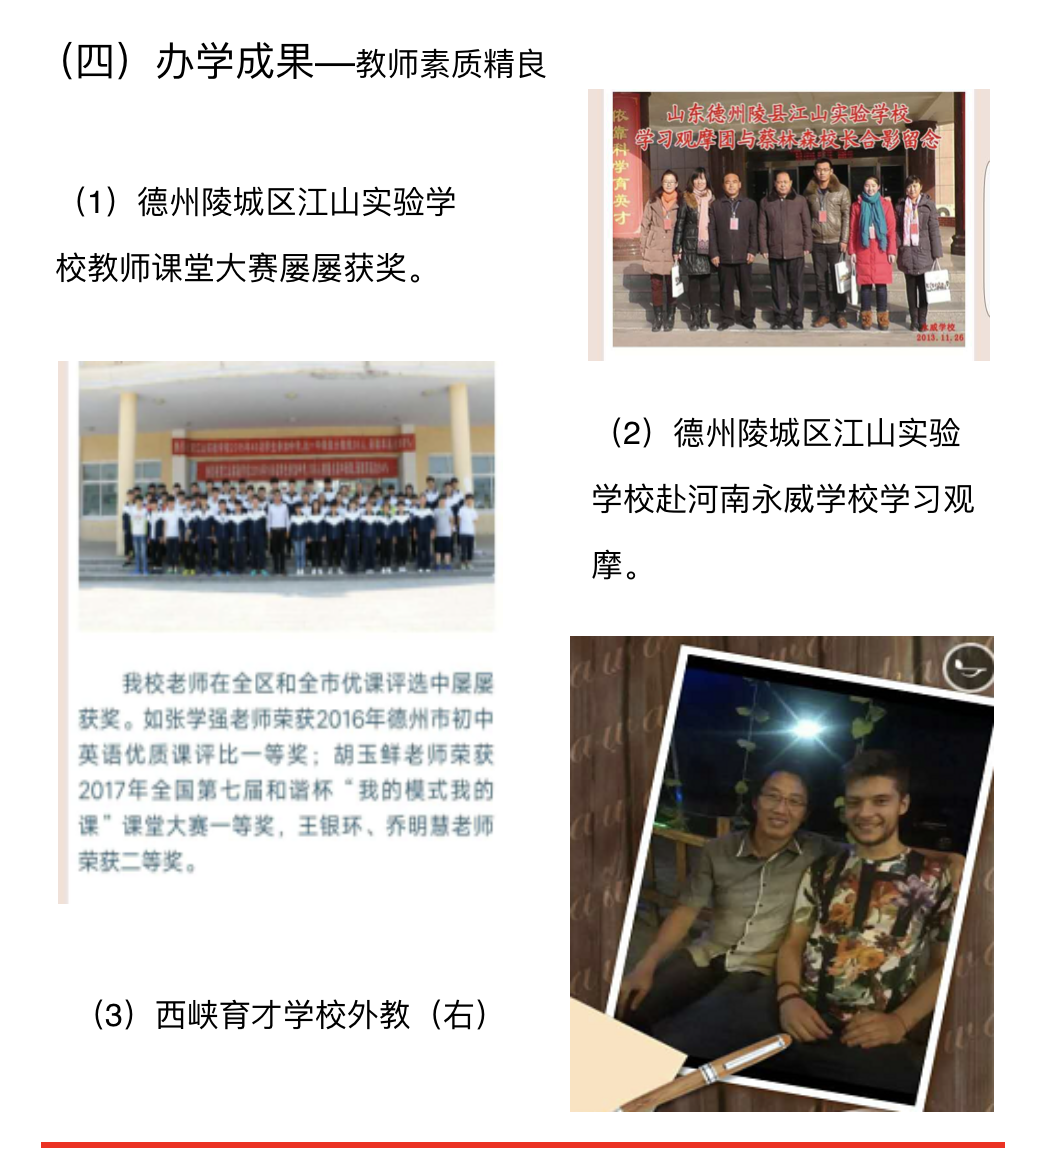 （四）办学成果—教师素质精良
（1）德州陵城区江山实验学
校教师课堂大赛屡屡获奖。
依靠科学育英才
山东德州陵县江山实验学校
学习观摩团与蔡林森校长合影留念
永威学校
2013.11.26
（2）德州陵城区江山实验
学校赴河南永威学校学习观
摩。
我校老师在全区和全市优课评选中屡屡
获奖。如张学强老师荣获2016年德州市初中
英语优质课评比一等奖；胡玉鲜老师荣获
2017年全国第七届和谐杯“我的模式我的
课”课堂大赛一等奖，王银环、乔明慧老师
荣获二等奖。
（3）西峡育才学校外教（右）